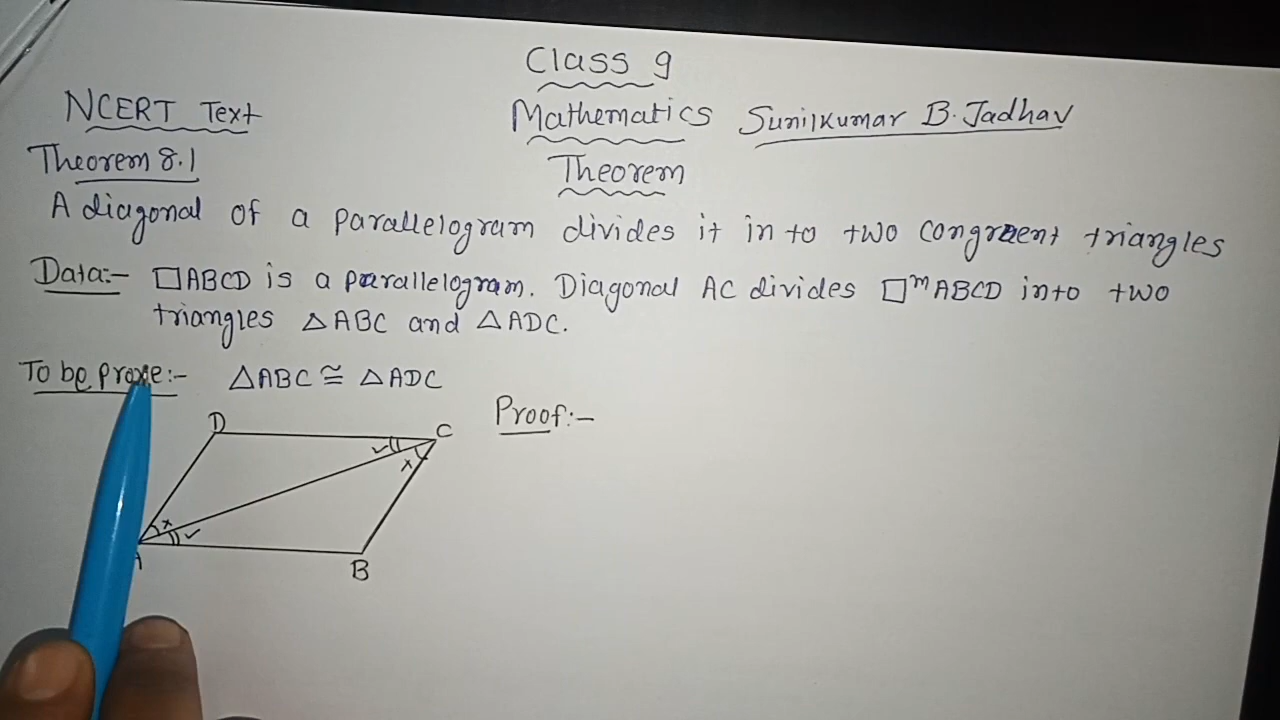 Class 9
NCERT Text
Mathematics Sunilkumar B. Jadhav
Theorem 8.1
Theorem
A diagonal of a parallelogram divides it in to two congruent triangles
Data:- □ABCD is a parallelogram. Diagonal AC divides □ᵐABCD into two
triangles △ABC and △ADC.
To be prove:- △ABC ≅ △ADC
Proof:-
D
C
✓
x
x
✓
A
B